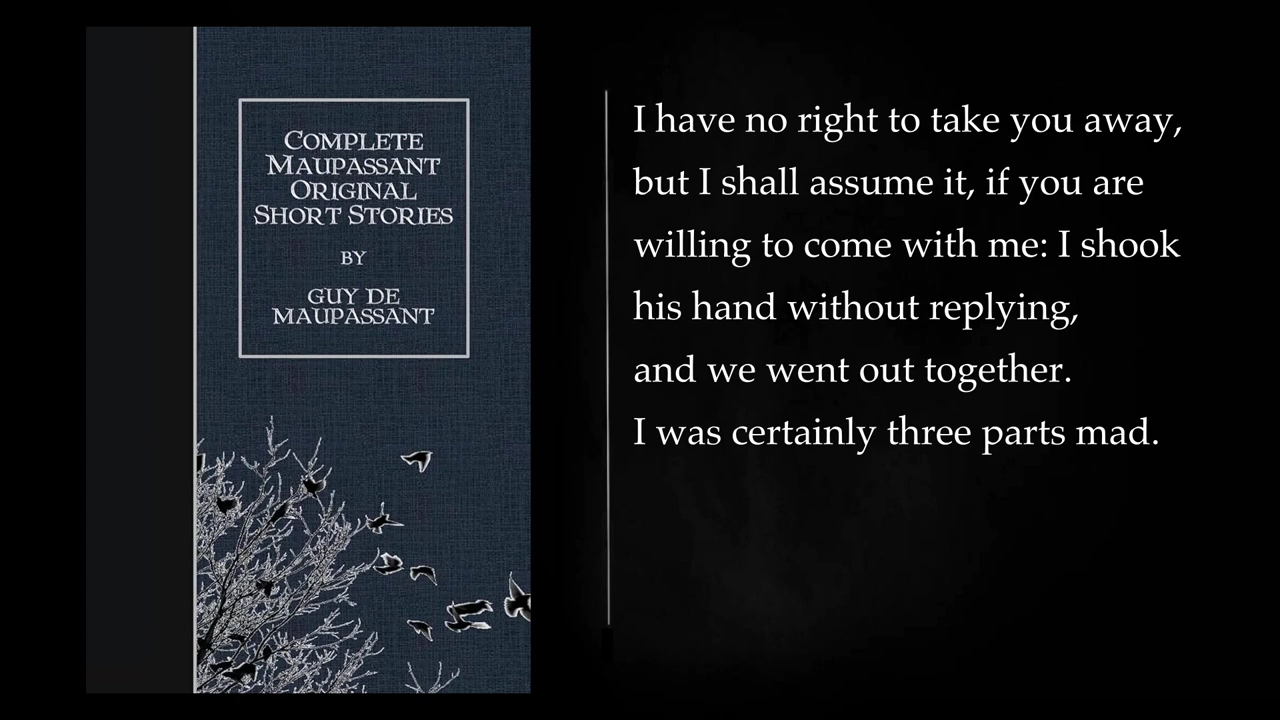 COMPLETE
MAUPASSANT
ORIGINAL
SHORT STORIES
BY
GUY DE
MAUPASSANT
I have no right to take you away,
but I shall assume it, if you are
willing to come with me: I shook
his hand without replying,
and we went out together.
I was certainly three parts mad.